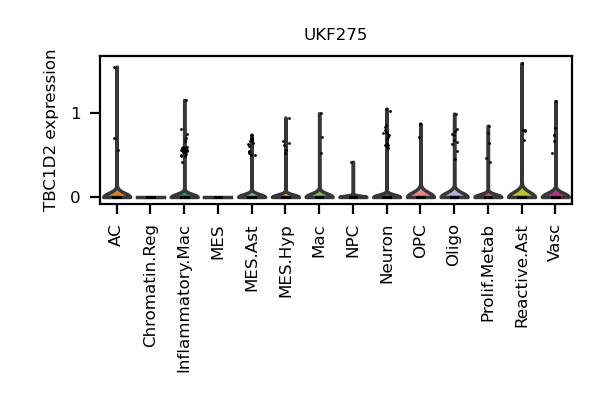 UKF275
TBC1D2 expression
1
0
AC
Chromatin.Reg
Inflammatory.Mac
MES
MES.Ast
MES.Hyp
Mac
NPC
Neuron
OPC
Oligo
Prolif.Metab
Reactive.Ast
Vasc